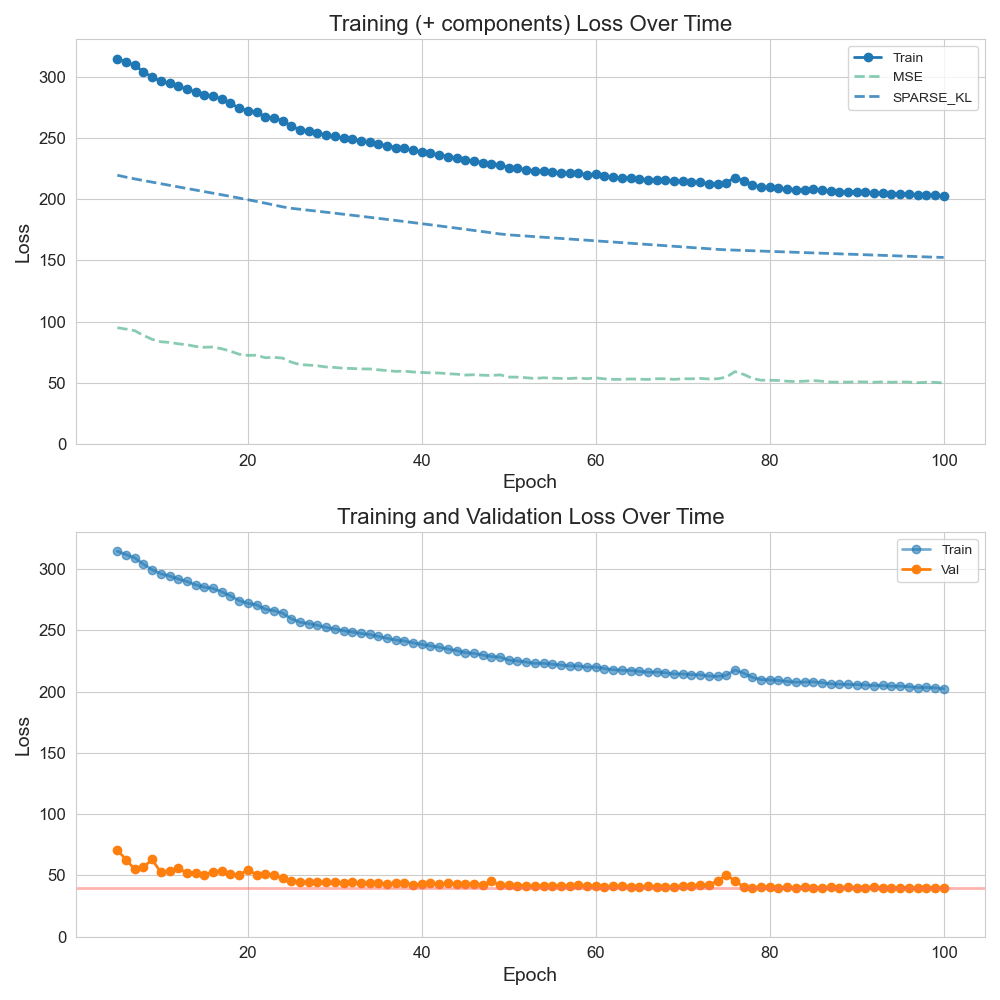 Training (+ components) Loss Over Time
Train
MSE
SPARSE_KL
300
250
200
150
100
50
0
Loss
20 40 60 80 100
Epoch
Training and Validation Loss Over Time
Train
Val
300
250
200
150
100
50
0
Loss
20 40 60 80 100
Epoch